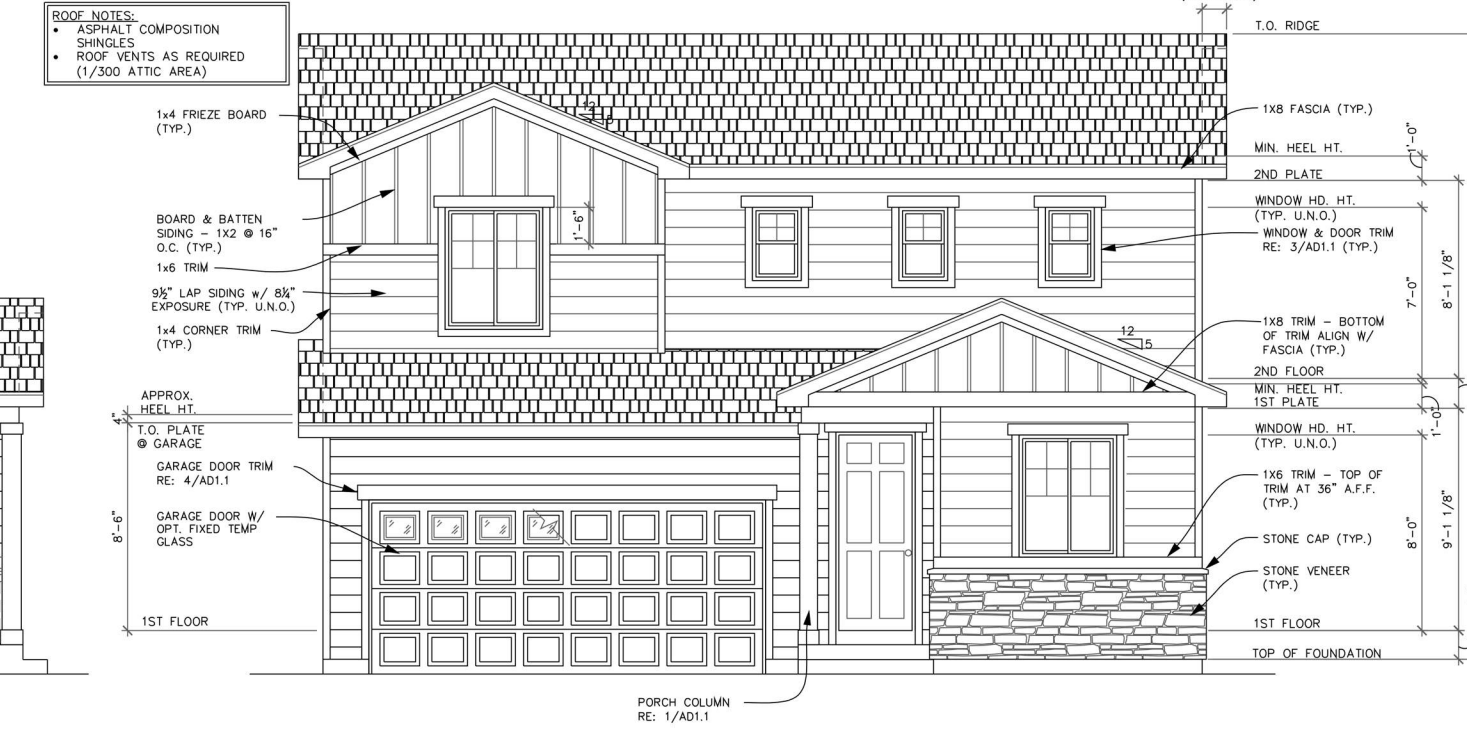 ROOF NOTES:
• ASPHALT COMPOSITION
SHINGLES
• ROOF VENTS AS REQUIRED
(1/300 ATTIC AREA)
1x4 FRIEZE BOARD
(TYP.)
BOARD & BATTEN
SIDING – 1X2 @ 16"
O.C. (TYP.)
1x6 TRIM
9½" LAP SIDING w/ 8¼"
EXPOSURE (TYP. U.N.O.)
1x4 CORNER TRIM
(TYP.)
APPROX.
HEEL HT.
4"
T.O. PLATE
@ GARAGE
GARAGE DOOR TRIM
RE: 4/AD1.1
8'-6"
GARAGE DOOR W/
OPT. FIXED TEMP
GLASS
1ST FLOOR
12
5
1'-6"
12
5
PORCH COLUMN
RE: 1/AD1.1
T.O. RIDGE
1X8 FASCIA (TYP.)
MIN. HEEL HT.
1'-0"
2ND PLATE
WINDOW HD. HT.
(TYP. U.N.O.)
WINDOW & DOOR TRIM
RE: 3/AD1.1 (TYP.)
7'-0"
8'-1 1/8"
1X8 TRIM – BOTTOM
OF TRIM ALIGN W/
FASCIA (TYP.)
2ND FLOOR
MIN. HEEL HT.
1ST PLATE
1'-0"
WINDOW HD. HT.
(TYP. U.N.O.)
1X6 TRIM – TOP OF
TRIM AT 36" A.F.F.
(TYP.)
8'-0"
9'-1 1/8"
STONE CAP (TYP.)
STONE VENEER
(TYP.)
1ST FLOOR
TOP OF FOUNDATION